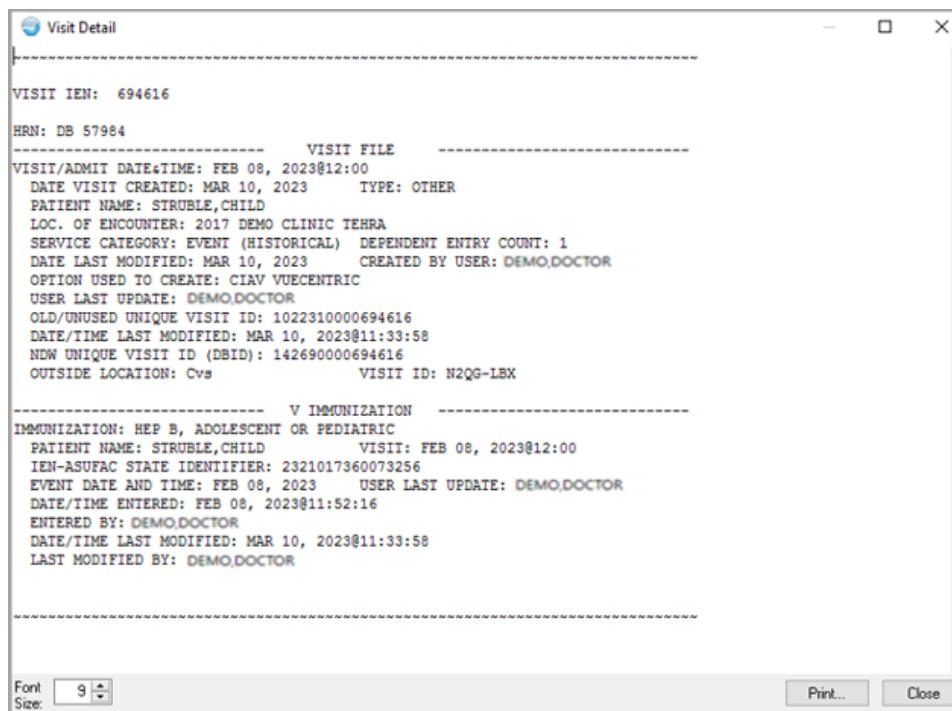 Visit Detail
~~~~~~~~~~~~~~~~~~~~~~~~~~~~~~~~~~~~~~~~~~~~~~~~~~~~~~~~~~~~~~~~~~~~~~~~~~~~~~~
VISIT IEN: 694616
HRN: DB 57984
----------------------------- VISIT FILE -----------------------------
VISIT/ADMIT DATE&TIME: FEB 08, 2023@12:00
DATE VISIT CREATED: MAR 10, 2023 TYPE: OTHER
PATIENT NAME: STRUBLE,CHILD
LOC. OF ENCOUNTER: 2017 DEMO CLINIC TEHRA
SERVICE CATEGORY: EVENT (HISTORICAL) DEPENDENT ENTRY COUNT: 1
DATE LAST MODIFIED: MAR 10, 2023 CREATED BY USER: DEMO,DOCTOR
OPTION USED TO CREATE: CIAV VUECENTRIC
USER LAST UPDATE: DEMO,DOCTOR
OLD/UNUSED UNIQUE VISIT ID: 1022310000694616
DATE/TIME LAST MODIFIED: MAR 10, 2023@11:33:58
NDW UNIQUE VISIT ID (DBID): 142690000694616
OUTSIDE LOCATION: Cvs VISIT ID: N2QG-LBX
----------------------------- V IMMUNIZATION -----------------------------
IMMUNIZATION: HEP B, ADOLESCENT OR PEDIATRIC
PATIENT NAME: STRUBLE,CHILD VISIT: FEB 08, 2023@12:00
IEN-ASUFAC STATE IDENTIFIER: 2321017360073256
EVENT DATE AND TIME: FEB 08, 2023 USER LAST UPDATE: DEMO,DOCTOR
DATE/TIME ENTERED: FEB 08, 2023@11:52:16
ENTERED BY: DEMO,DOCTOR
DATE/TIME LAST MODIFIED: MAR 10, 2023@11:33:58
LAST MODIFIED BY: DEMO,DOCTOR
~~~~~~~~~~~~~~~~~~~~~~~~~~~~~~~~~~~~~~~~~~~~~~~~~~~~~~~~~~~~~~~~~~~~~~~~~~~~~~~
Font Size: 9 Print... Close